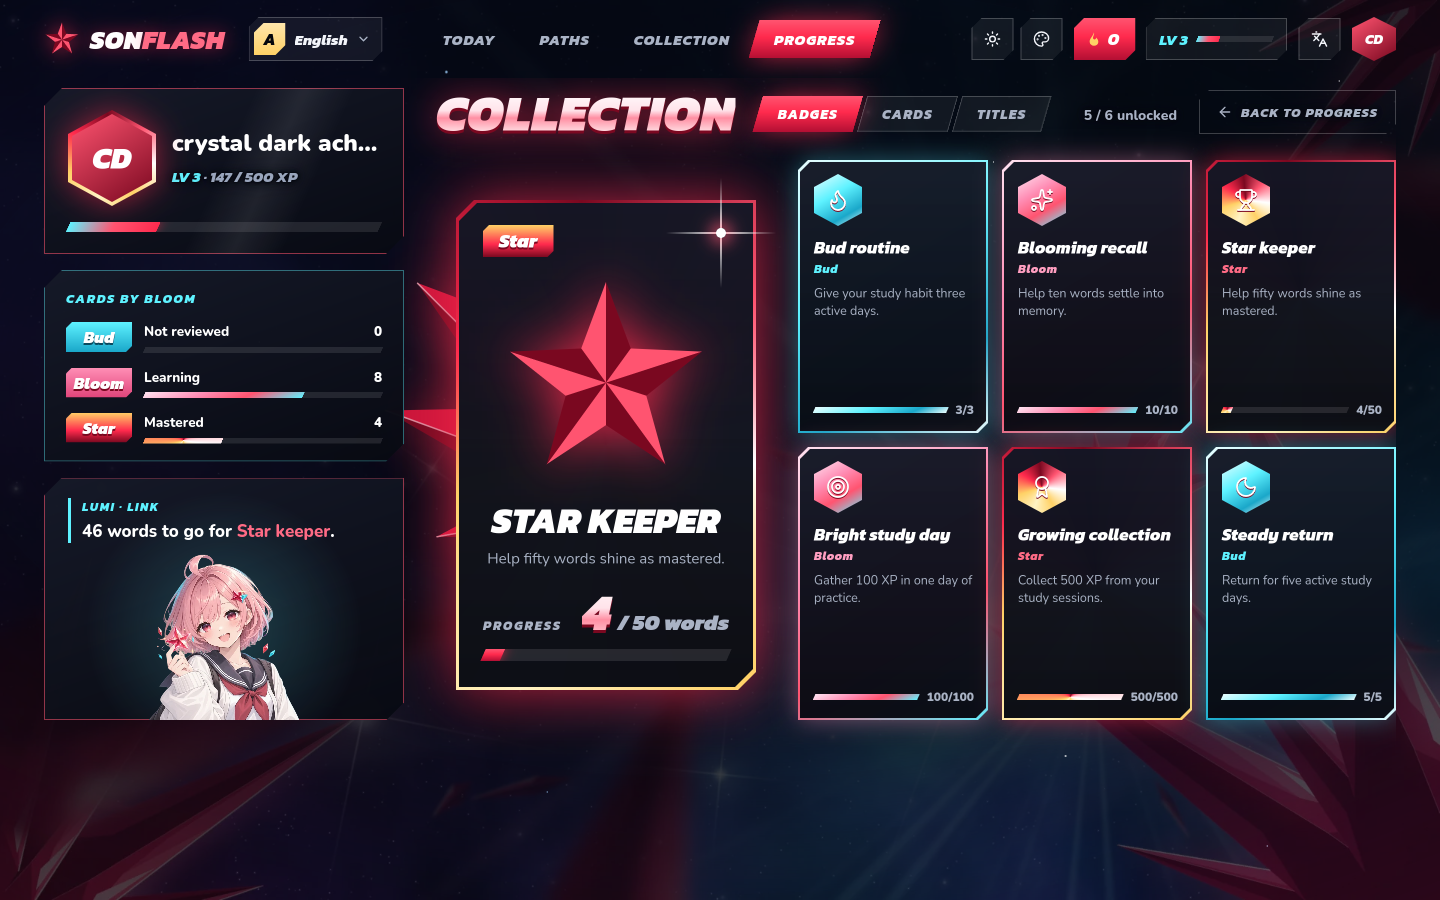 SONFLASH
A English
TODAY
PATHS
COLLECTION
PROGRESS
0
LV 3
CD
CD
crystal dark ach...
LV 3 · 147 / 500 XP
CARDS BY BLOOM
Bud
Not reviewed
0
Bloom
Learning
8
Star
Mastered
4
LUMI · LINK
46 words to go for Star keeper.
COLLECTION
BADGES
CARDS
TITLES
5 / 6 unlocked
BACK TO PROGRESS
Star
STAR KEEPER
Help fifty words shine as mastered.
PROGRESS
4 / 50 words
Bud routine
Bud
Give your study habit three
active days.
3/3
Blooming recall
Bloom
Help ten words settle into
memory.
10/10
Star keeper
Star
Help fifty words shine as
mastered.
4/50
Bright study day
Bloom
Gather 100 XP in one day of
practice.
100/100
Growing collection
Star
Collect 500 XP from your
study sessions.
500/500
Steady return
Bud
Return for five active study
days.
5/5